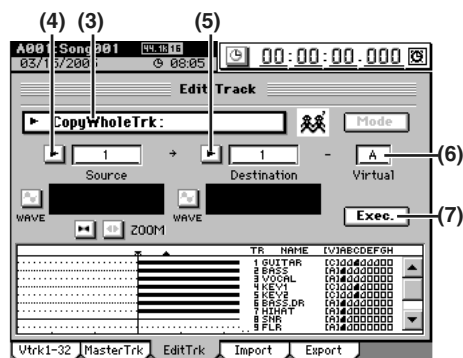 (4) (3) (5)
A001:Song001 44.1k 16 00:00:00.000
03/15/200 08:05
Edit Track
CopyWholeTrk: Mode
1 → 1 - A (6)
Source Destination Virtual
WAVE WAVE Exec. (7)
ZOOM
TR NAME [V]ABCDEFGH
1 GUITAR [C]
2 BASS [A]
3 VOCAL [A]
4 KEY1 [A]
5 KEY2 [C]
6 BASS.DR [A]
7 HIHAT [A]
8 SNR [A]
9 FLR [A]
Vtrk1-32 MasterTrk EditTrk Import Export